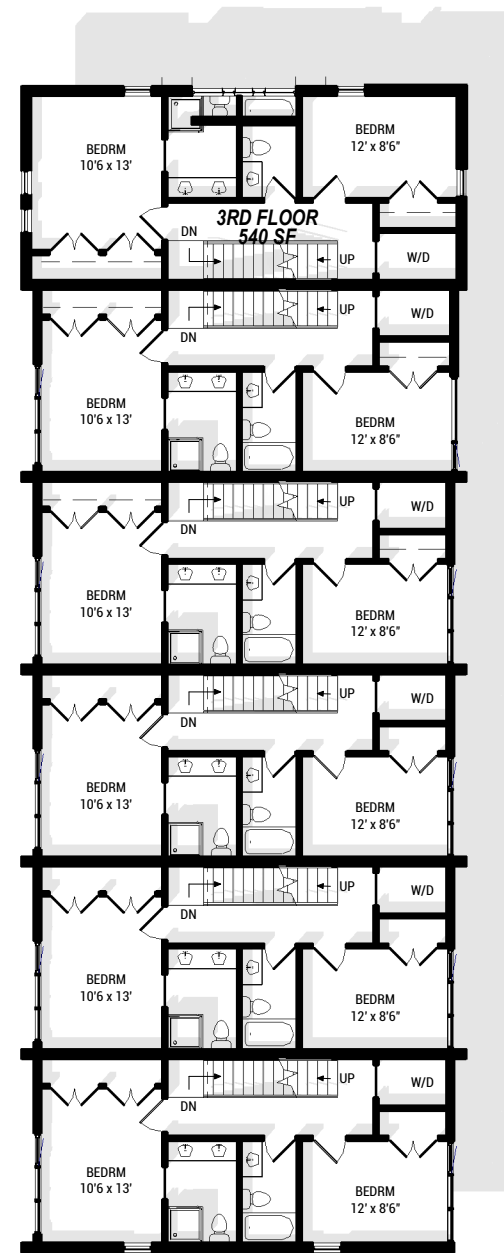 BEDRM
10'6 x 13'
BEDRM
12' x 8'6"
3RD FLOOR
540 SF
DN
UP
W/D
UP
W/D
DN
BEDRM
10'6 x 13'
BEDRM
12' x 8'6"
UP
W/D
DN
BEDRM
10'6 x 13'
BEDRM
12' x 8'6"
UP
W/D
DN
BEDRM
10'6 x 13'
BEDRM
12' x 8'6"
UP
W/D
DN
BEDRM
10'6 x 13'
BEDRM
12' x 8'6"
UP
W/D
DN
BEDRM
10'6 x 13'
BEDRM
12' x 8'6"